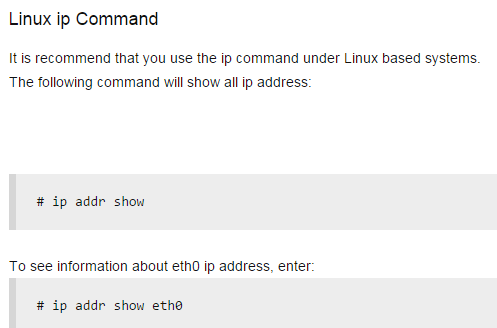 Linux ip Command
It is recommend that you use the ip command under Linux based systems.
The following command will show all ip address:
# ip addr show
To see information about eth0 ip address, enter:
# ip addr show eth0